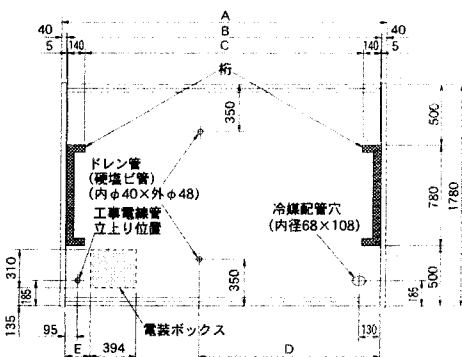 A
40 B 40
5 140 C 140 5
桁
350
500
ドレン管
(硬塩ビ管)
(内φ40×外φ48)
780
1780
工事電線管
立上り位置
冷媒配管穴
(内径68×108)
310
185
135
350
500
185
95
電装ボックス
130
E 394 D